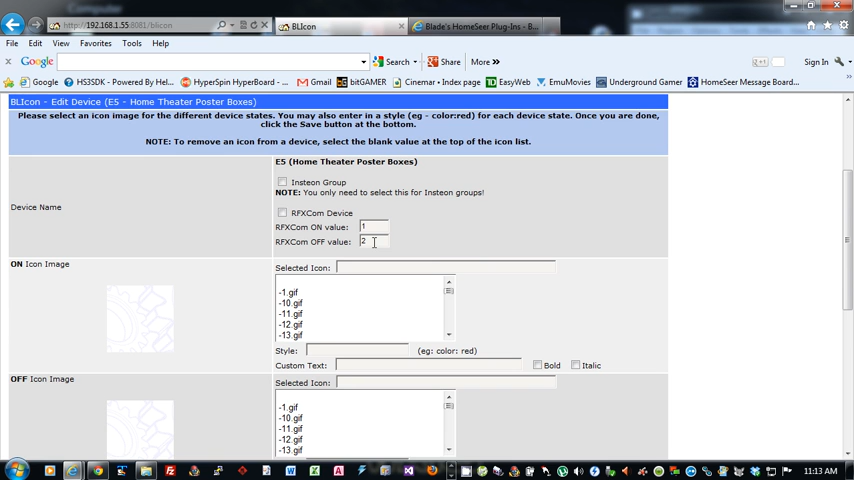 Computer
http://192.168.1.55:8081/blicon
BLIcon
Blade's HomeSeer Plug-Ins - B...
File Edit View Favorites Tools Help
Google Search Share More »
Sign In
Google HS3SDK - Powered By Hel... HyperSpin HyperBoard - ... Gmail bitGAMER Cinemar • Index page EasyWeb EmuMovies Underground Gamer HomeSeer Message Board...
BLIcon - Edit Device (E5 - Home Theater Poster Boxes)
Please select an icon image for the different device states. You may also enter in a style (eg - color:red) for each device state. Once you are done,
click the Save button at the bottom.
NOTE: To remove an icon from a device, select the blank value at the top of the icon list.
E5 (Home Theater Poster Boxes)
Insteon Group
NOTE: You only need to select this for Insteon groups!
Device Name
RFXCom Device
RFXCom ON value: 1
RFXCom OFF value: 2
ON Icon Image
Selected Icon:
-1.gif
-10.gif
-11.gif
-12.gif
-13.gif
Style: (eg: color: red)
Custom Text: Bold Italic
OFF Icon Image
Selected Icon:
-1.gif
-10.gif
-11.gif
-12.gif
-13.gif
11:13 AM